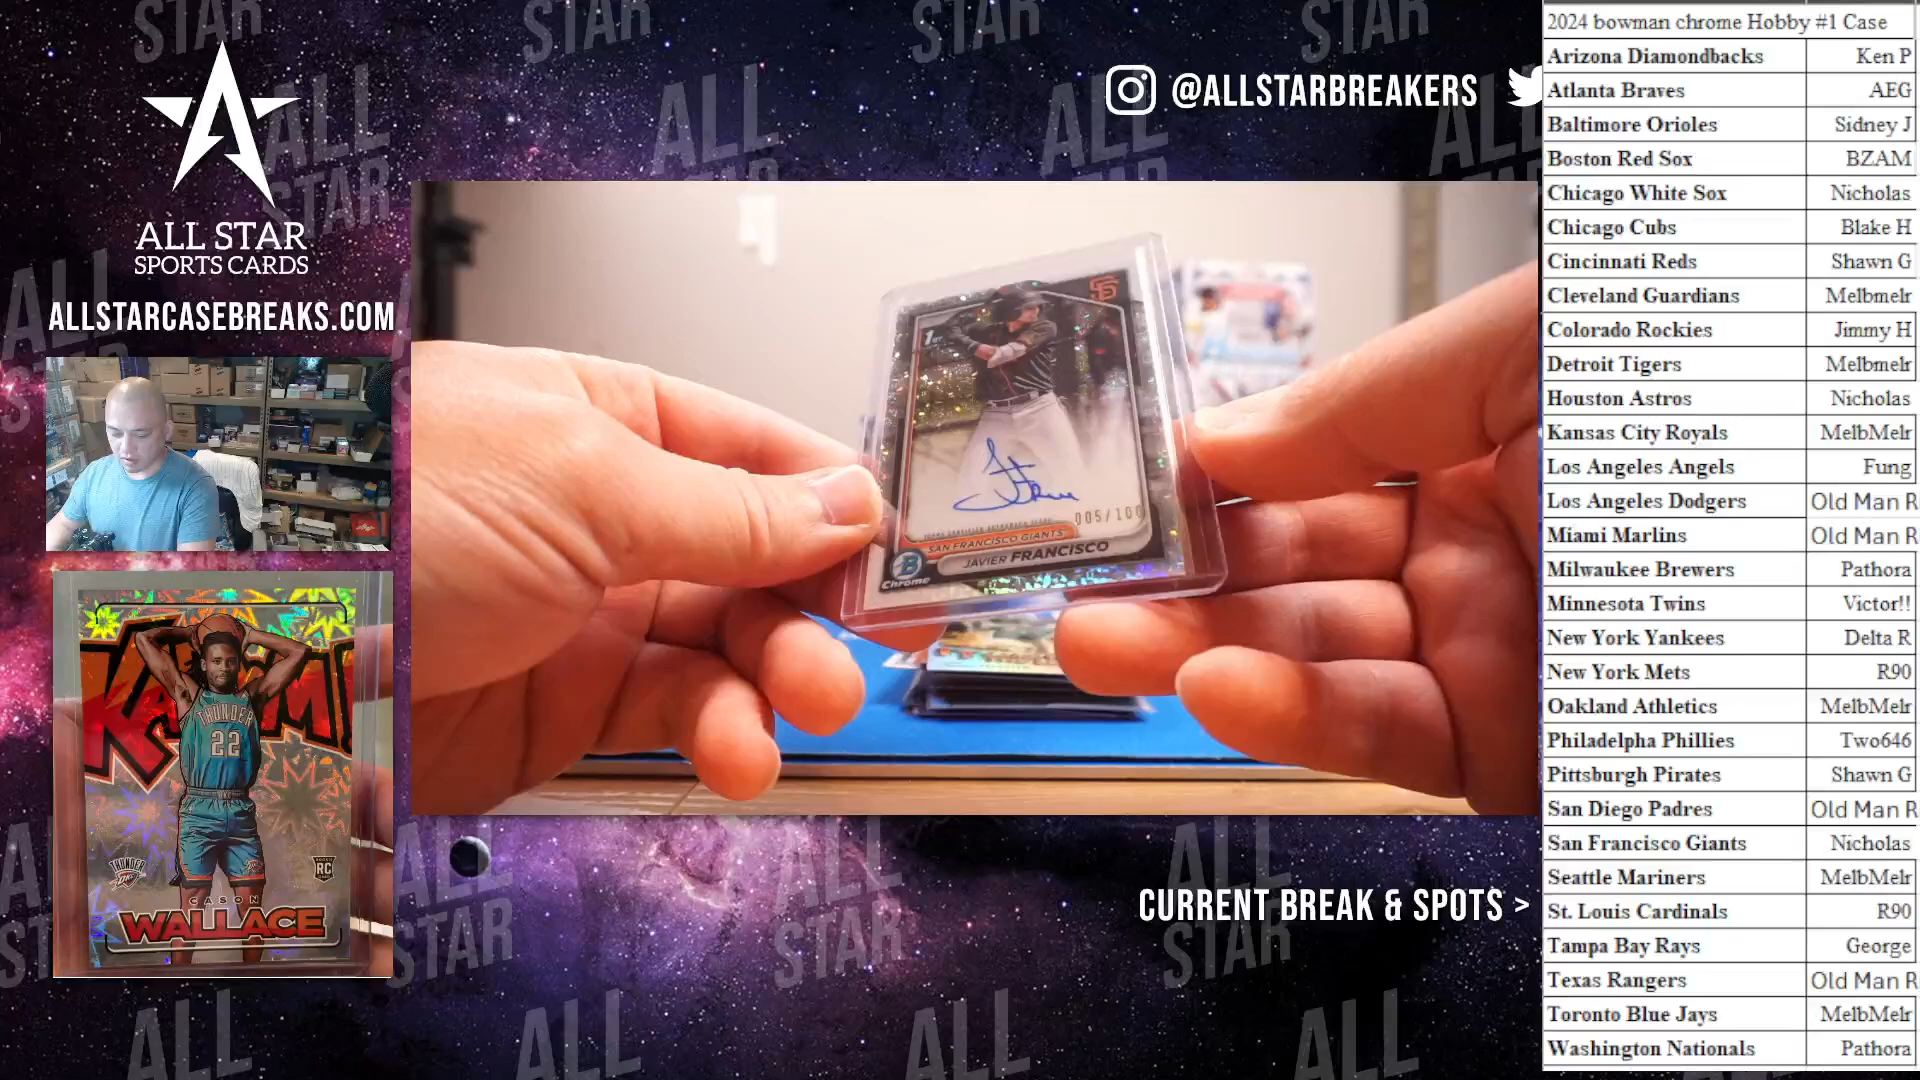 ALL STAR
SPORTS CARDS
ALLSTARCASEBREAKS.COM
@ALLSTARBREAKERS
1st
005/100
SAN FRANCISCO GIANTS
JAVIER FRANCISCO
B
Chrome
THUNDER
22
THUNDER
RC
CASON
WALLACE
CURRENT BREAK & SPOTS >
2024 bowman chrome Hobby #1 Case
Arizona Diamondbacks Ken P
Atlanta Braves AEG
Baltimore Orioles Sidney J
Boston Red Sox BZAM
Chicago White Sox Nicholas
Chicago Cubs Blake H
Cincinnati Reds Shawn G
Cleveland Guardians Melbmelr
Colorado Rockies Jimmy H
Detroit Tigers Melbmelr
Houston Astros Nicholas
Kansas City Royals MelbMelr
Los Angeles Angels Fung
Los Angeles Dodgers Old Man R
Miami Marlins Old Man R
Milwaukee Brewers Pathora
Minnesota Twins Victor!!
New York Yankees Delta R
New York Mets R90
Oakland Athletics MelbMelr
Philadelpha Phillies Two646
Pittsburgh Pirates Shawn G
San Diego Padres Old Man R
San Francisco Giants Nicholas
Seattle Mariners MelbMelr
St. Louis Cardinals R90
Tampa Bay Rays George
Texas Rangers Old Man R
Toronto Blue Jays MelbMelr
Washington Nationals Pathora